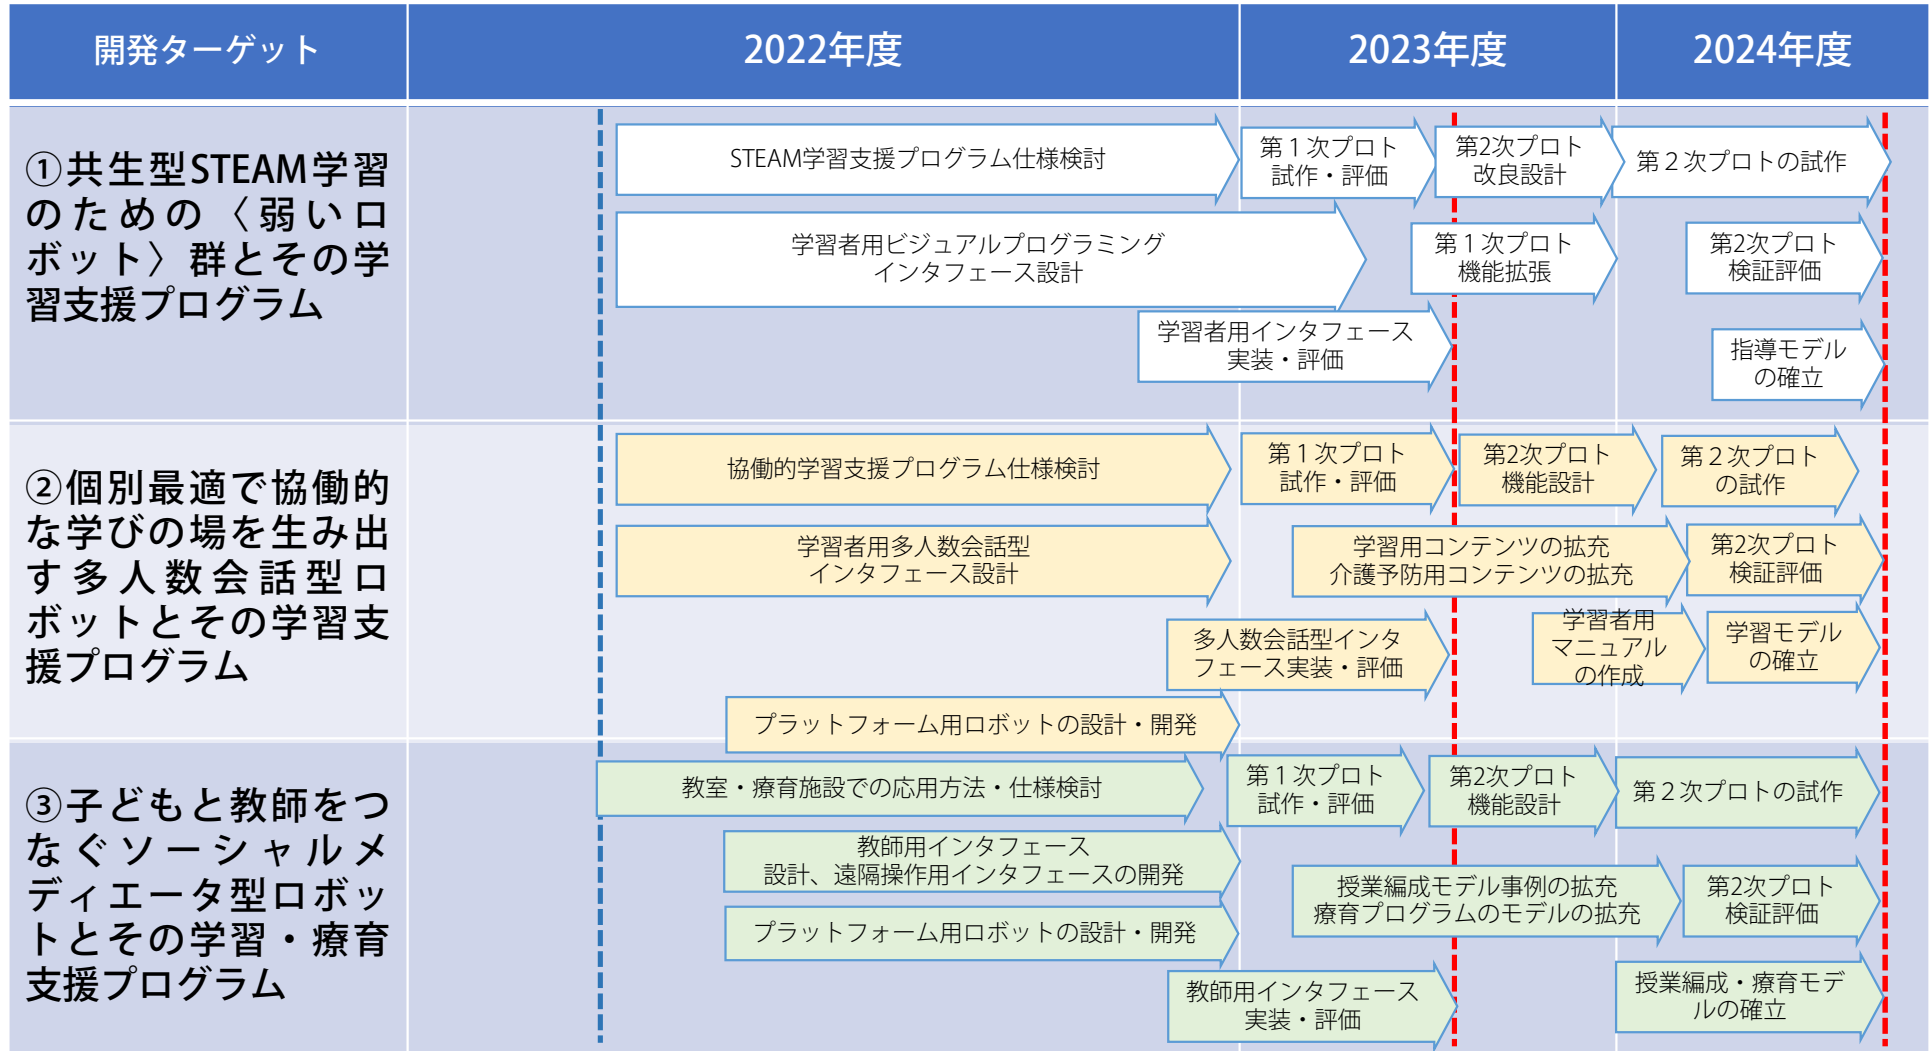 開発ターゲット
2022年度
2023年度
2024年度
①共生型STEAM学習
のための〈弱いロ
ボット〉群とその学
習支援プログラム
STEAM学習支援プログラム仕様検討
第１次プロト
試作・評価
第2次プロト
改良設計
第２次プロトの試作
学習者用ビジュアルプログラミング
インタフェース設計
第１次プロト
機能拡張
第2次プロト
検証評価
学習者用インタフェース
実装・評価
指導モデル
の確立
②個別最適で協働的
な学びの場を生み出
す多人数会話型ロ
ボットとその学習支
援プログラム
協働的学習支援プログラム仕様検討
第１次プロト
試作・評価
第2次プロト
機能設計
第２次プロト
の試作
学習者用多人数会話型
インタフェース設計
学習用コンテンツの拡充
介護予防用コンテンツの拡充
第2次プロト
検証評価
多人数会話型インタ
フェース実装・評価
学習者用
マニュアル
の作成
学習モデル
の確立
プラットフォーム用ロボットの設計・開発
③子どもと教師をつ
なぐソーシャルメ
ディエータ型ロボッ
トとその学習・療育
支援プログラム
教室・療育施設での応用方法・仕様検討
第１次プロト
試作・評価
第2次プロト
機能設計
第２次プロトの試作
教師用インタフェース
設計、遠隔操作用インタフェースの開発
授業編成モデル事例の拡充
療育プログラムのモデルの拡充
第2次プロト
検証評価
プラットフォーム用ロボットの設計・開発
教師用インタフェース
実装・評価
授業編成・療育モデ
ルの確立